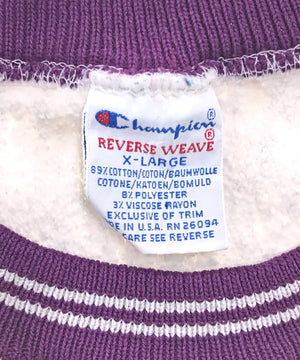 Champion®
REVERSE WEAVE®
X-LARGE
89% COTTON/COTON/BAUMWOLLE
COTONE/KATOEN/BOMULD
8% POLYESTER
3% VISCOSE RAYON
EXCLUSIVE OF TRIM
DE IN U.S.A. RN 26094
CARE SEE REVERSE